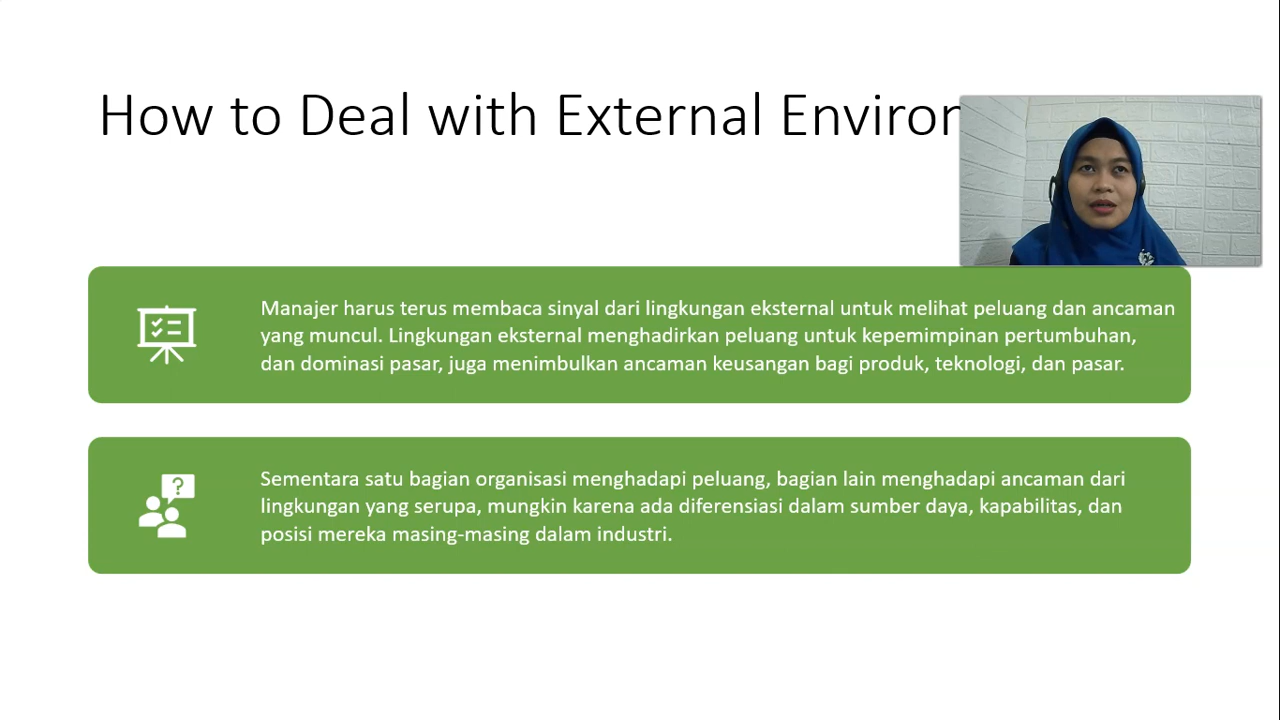 How to Deal with External Environ
Manajer harus terus membaca sinyal dari lingkungan eksternal untuk melihat peluang dan ancaman
yang muncul. Lingkungan eksternal menghadirkan peluang untuk kepemimpinan pertumbuhan,
dan dominasi pasar, juga menimbulkan ancaman keusangan bagi produk, teknologi, dan pasar.
?
Sementara satu bagian organisasi menghadapi peluang, bagian lain menghadapi ancaman dari
lingkungan yang serupa, mungkin karena ada diferensiasi dalam sumber daya, kapabilitas, dan
posisi mereka masing-masing dalam industri.